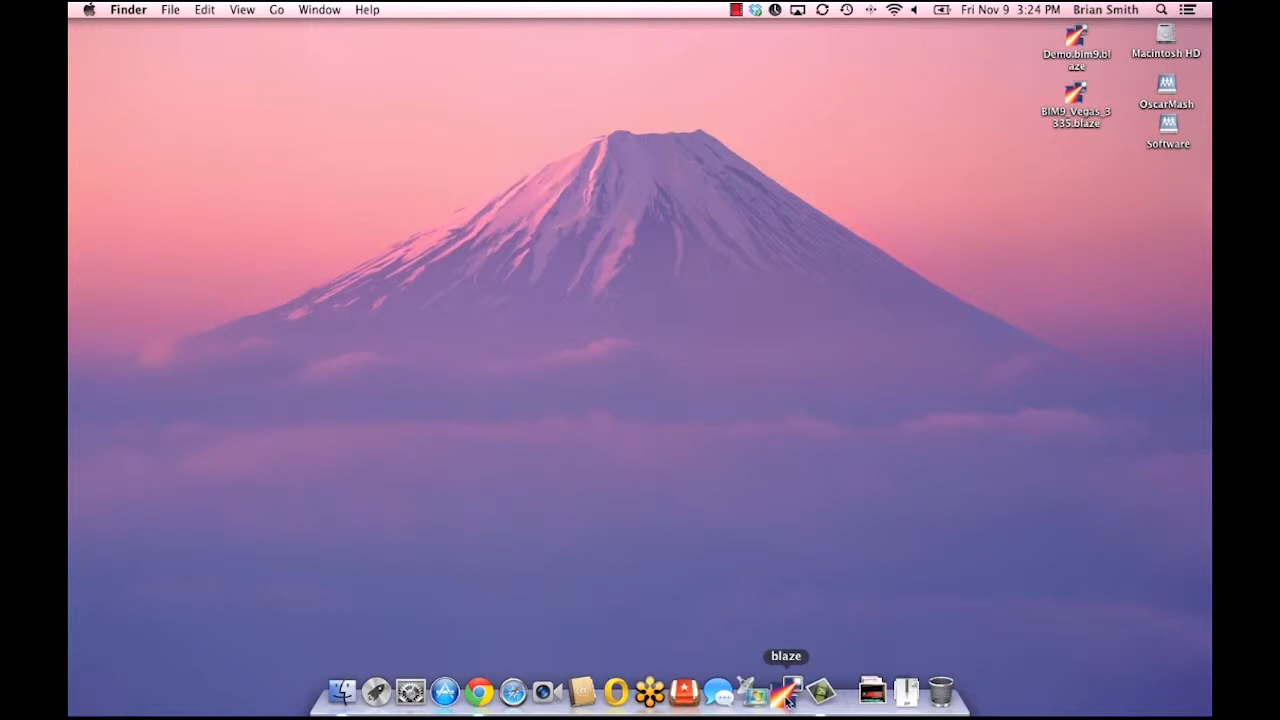 Finder File Edit View Go Window Help Fri Nov 9 3:24 PM Brian Smith
Demo.bim9.bl
aze
Macintosh HD
BIM9_Vegas_3
335.blaze
OscarMash
Software
blaze